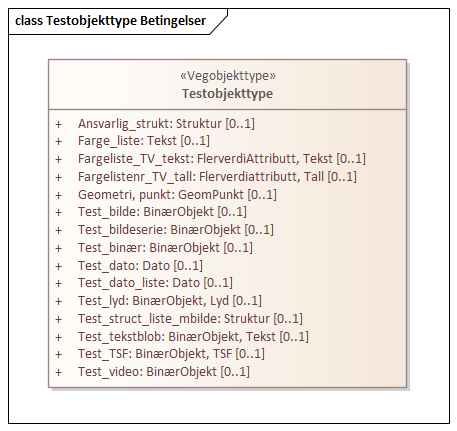 class Testobjekttype Betingelser
«Vegobjekttype»
Testobjekttype
+ Ansvarlig_strukt: Struktur [0..1]
+ Farge_liste: Tekst [0..1]
+ Fargeliste_TV_tekst: FlerverdiAttributt, Tekst [0..1]
+ Fargelistenr_TV_tall: Flerverdiattributt, Tall [0..1]
+ Geometri, punkt: GeomPunkt [0..1]
+ Test_bilde: BinærObjekt [0..1]
+ Test_bildeserie: BinærObjekt [0..1]
+ Test_binær: BinærObjekt [0..1]
+ Test_dato: Dato [0..1]
+ Test_dato_liste: Dato [0..1]
+ Test_lyd: BinærObjekt, Lyd [0..1]
+ Test_struct_liste_mbilde: Struktur [0..1]
+ Test_tekstblob: BinærObjekt, Tekst [0..1]
+ Test_TSF: BinærObjekt, TSF [0..1]
+ Test_video: BinærObjekt [0..1]